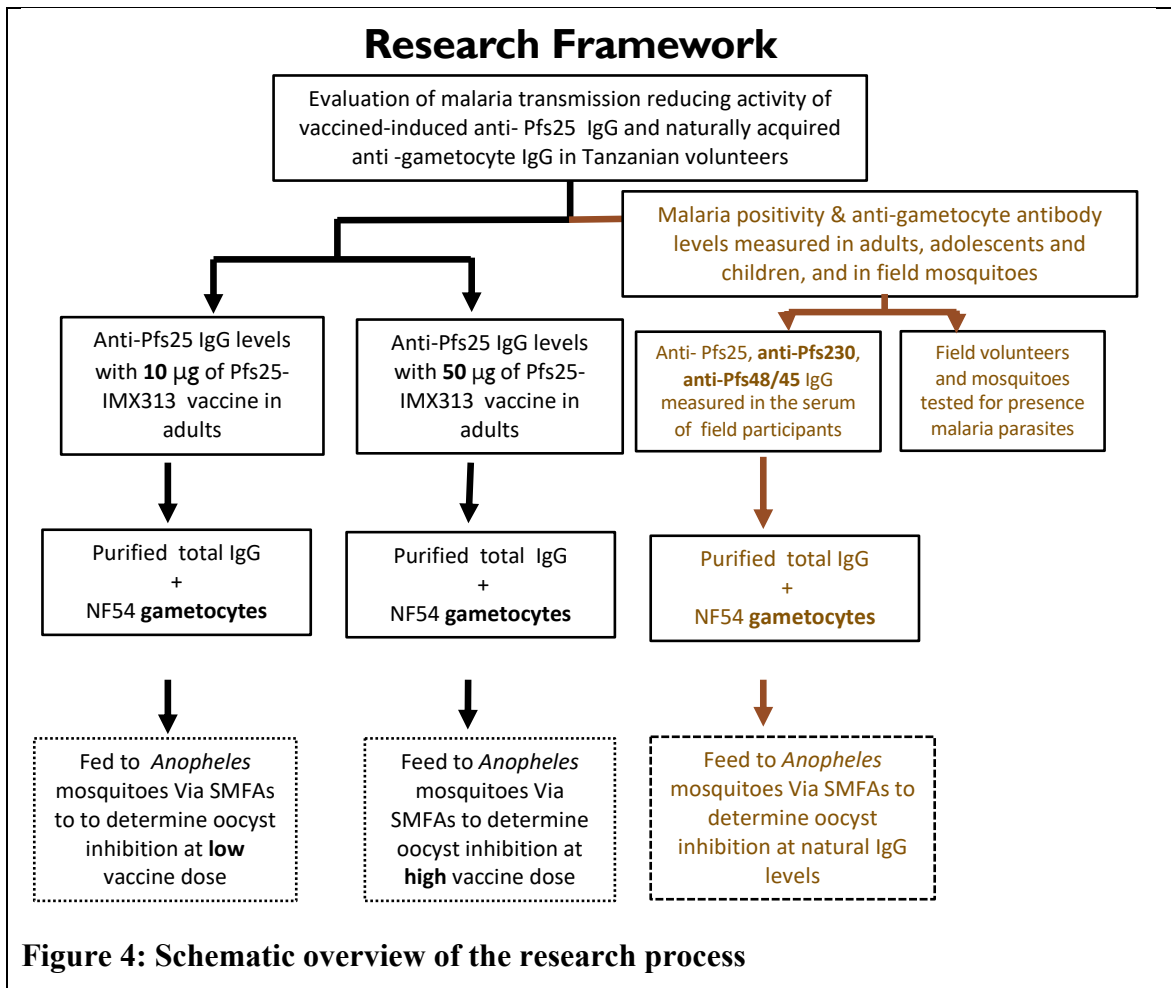 Research Framework
Evaluation of malaria transmission reducing activity of
vaccined-induced anti- Pfs25 IgG and naturally acquired
anti -gametocyte IgG in Tanzanian volunteers
Malaria positivity & anti-gametocyte antibody
levels measured in adults, adolescents and
children, and in field mosquitoes
Anti-Pfs25 IgG levels
with 10 µg of Pfs25-
IMX313 vaccine in
adults
Anti-Pfs25 IgG levels
with 50 µg of Pfs25-
IMX313 vaccine in
adults
Anti- Pfs25, anti-Pfs230,
anti-Pfs48/45 IgG
measured in the serum
of field participants
Field volunteers
and mosquitoes
tested for presence
malaria parasites
Purified total IgG
+
NF54 gametocytes
Purified total IgG
+
NF54 gametocytes
Purified total IgG
+
NF54 gametocytes
Fed to Anopheles
mosquitoes Via SMFAs
to to determine oocyst
inhibition at low
vaccine dose
Feed to Anopheles
mosquitoes Via
SMFAs to determine
oocyst inhibition at
high vaccine dose
Feed to Anopheles
mosquitoes Via SMFAs to
determine oocyst
inhibition at natural IgG
levels
Figure 4: Schematic overview of the research process